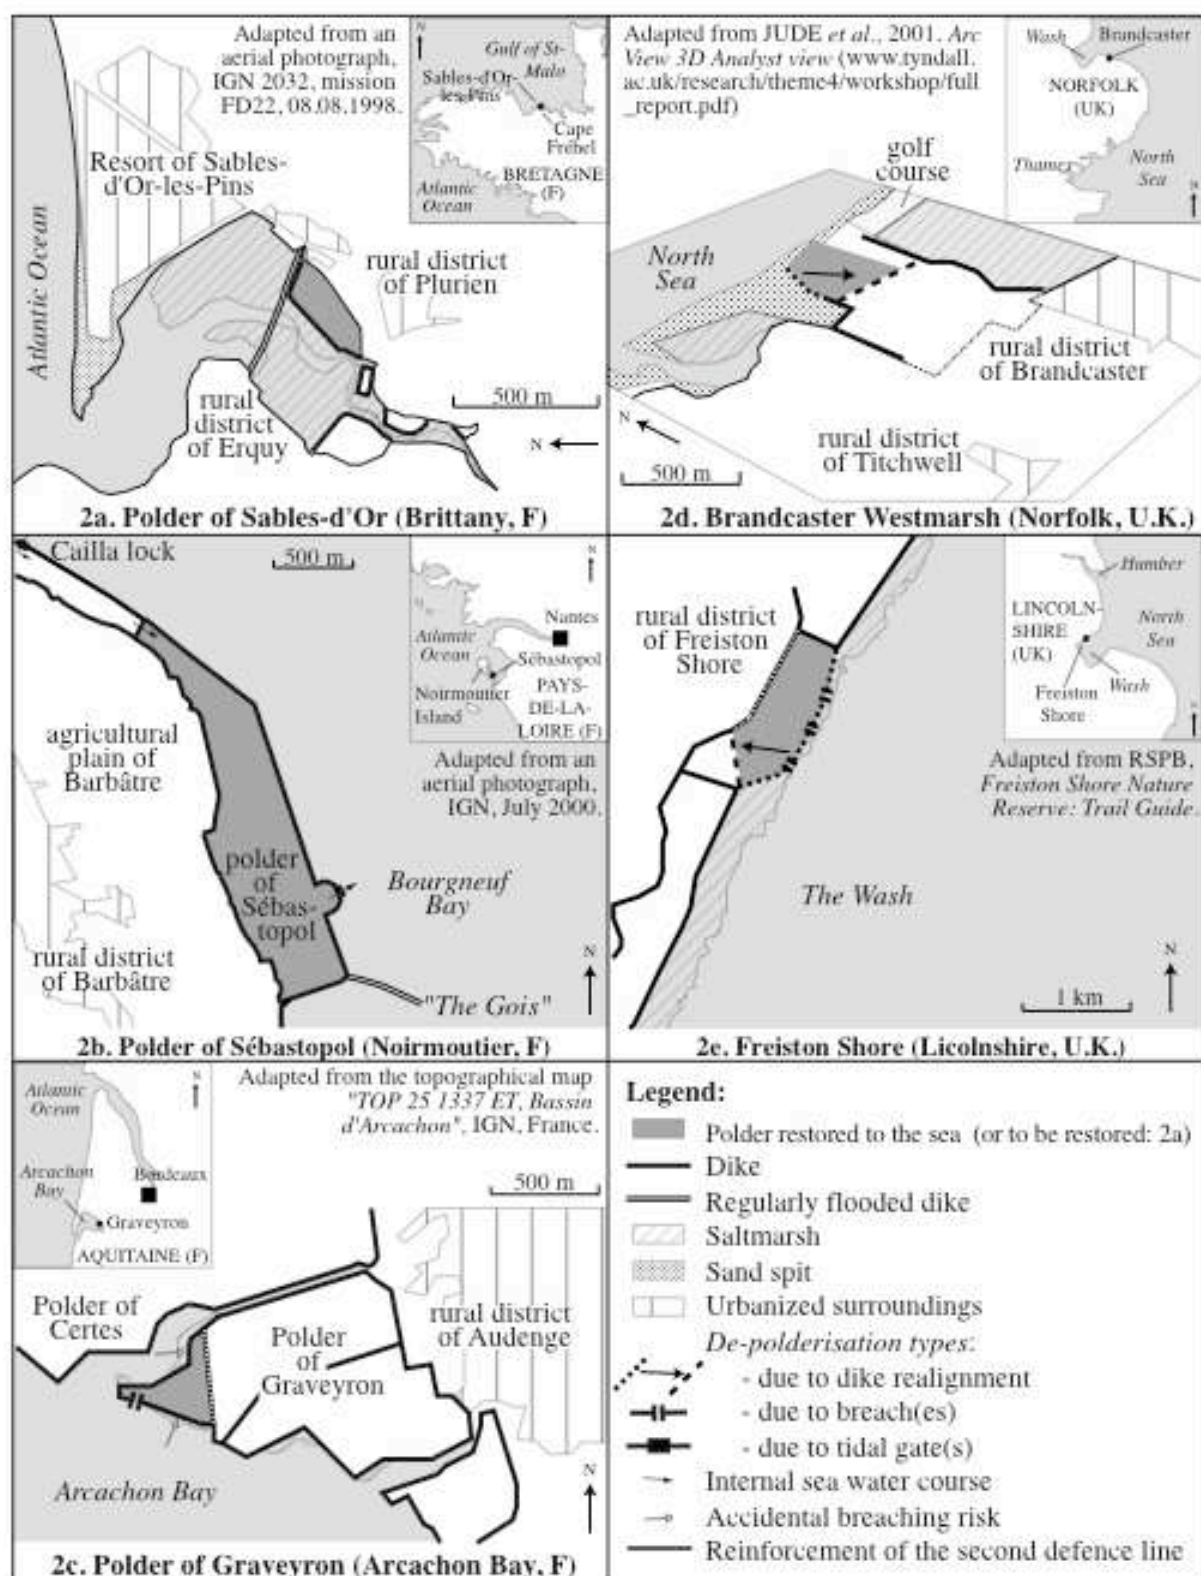 Adapted from an
aerial photograph,
IGN 2032, mission
FD22, 08.08.1998.
Gulf of St-
Malo
Sables-d'Or-
les-Pins
Cape
Fréhel
BRETAGNE
(F)
Atlantic
Ocean
Resort of Sables-
d'Or-les-Pins
Atlantic Ocean
rural district
of Plurien
rural
district
of Erquy
500 m
N
2a. Polder of Sables-d'Or (Brittany, F)
Adapted from JUDE et al., 2001. Arc
View 3D Analyst view (www.tyndall.
ac.uk/research/theme4/workshop/full
_report.pdf)
Wash
Brandcaster
NORFOLK
(UK)
Thames
North
Sea
N
golf
course
North
Sea
rural district
of Brandcaster
rural district
of Titchwell
N
500 m
2d. Brandcaster Westmarsh (Norfolk, U.K.)
Cailla lock
500 m
N
Nantes
Atlantic
Ocean
Sébastopol
Noirmoutier
Island
PAYS-
DE-LA-
LOIRE (F)
Adapted from an
aerial photograph,
IGN, July 2000.
agricultural
plain of
Barbâtre
polder
of
Sébas-
topol
Bourgneuf
Bay
rural district
of Barbâtre
"The Gois"
N
2b. Polder of Sébastopol (Noirmoutier, F)
rural district
of Freiston
Shore
Humber
LINCOLN-
SHIRE
(UK)
North
Sea
Freiston
Shore
Wash
N
Adapted from RSPB,
Freiston Shore Nature
Reserve: Trail Guide.
The Wash
N
1 km
2e. Freiston Shore (Licolnshire, U.K.)
Atlantic
Ocean
N
Arcachon
Bay
Bordeaux
Graveyron
AQUITAINE (F)
Adapted from the topographical map
"TOP 25 1337 ET, Bassin
d'Arcachon", IGN, France.
500 m
Polder of
Certes
Polder
of
Graveyron
rural district
of Audenge
Arcachon Bay
N
2c. Polder of Graveyron (Arcachon Bay, F)
Legend:
Polder restored to the sea (or to be restored: 2a)
Dike
Regularly flooded dike
Saltmarsh
Sand spit
Urbanized surroundings
De-polderisation types:
- due to dike realignment
- due to breach(es)
- due to tidal gate(s)
Internal sea water course
Accidental breaching risk
Reinforcement of the second defence line